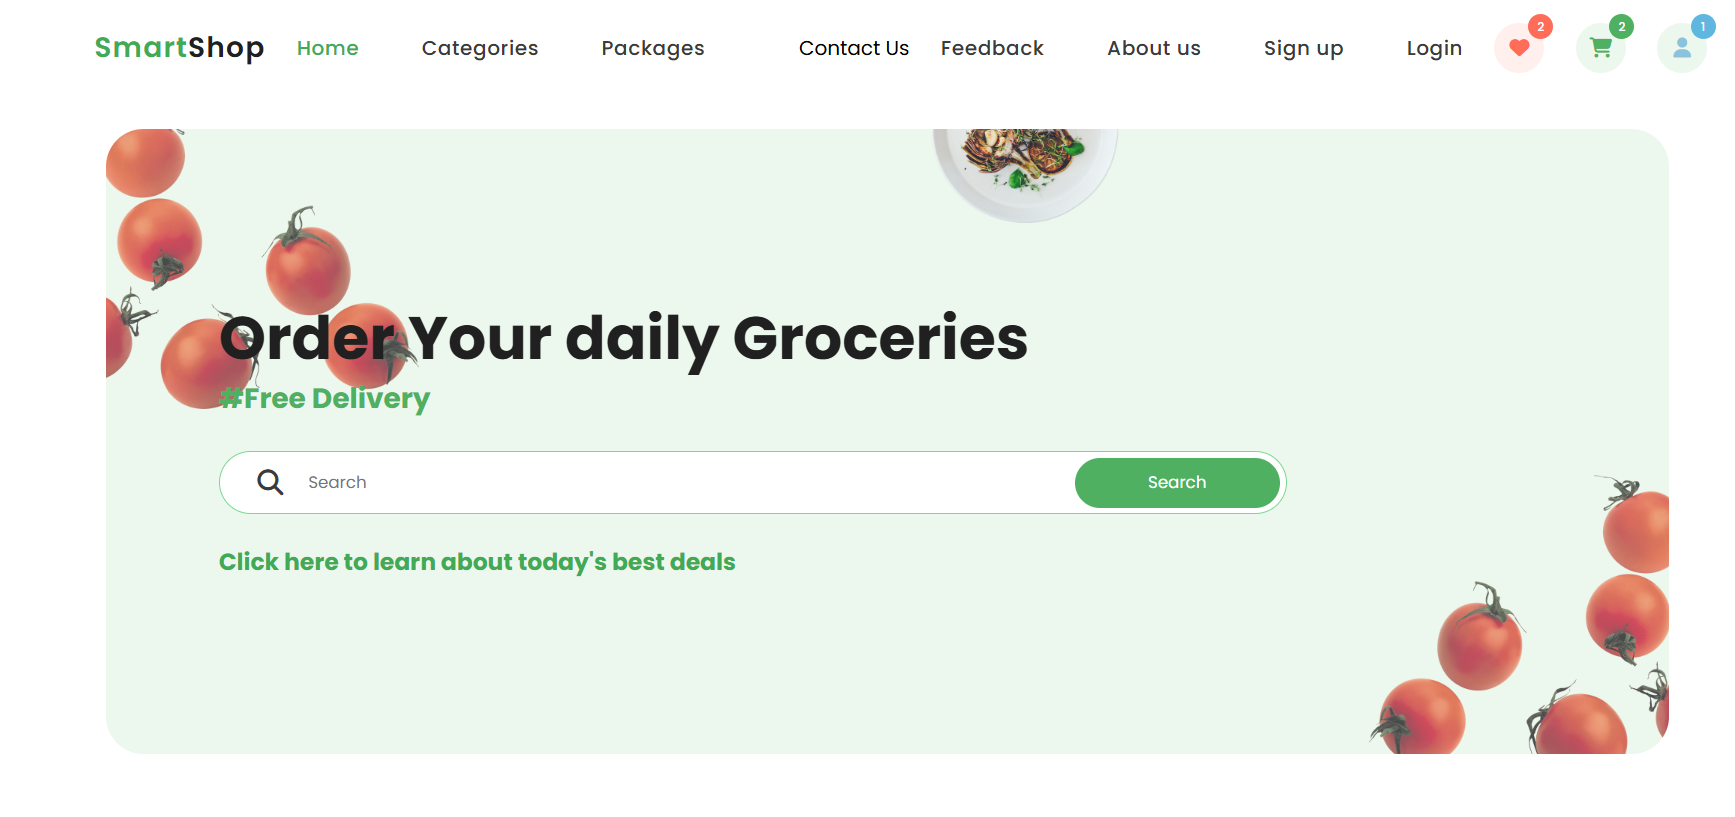 SmartShop Home Categories Packages Contact Us Feedback About us Sign up Login 2 2 1
Order Your daily Groceries
#Free Delivery
Search Search
Click here to learn about today's best deals